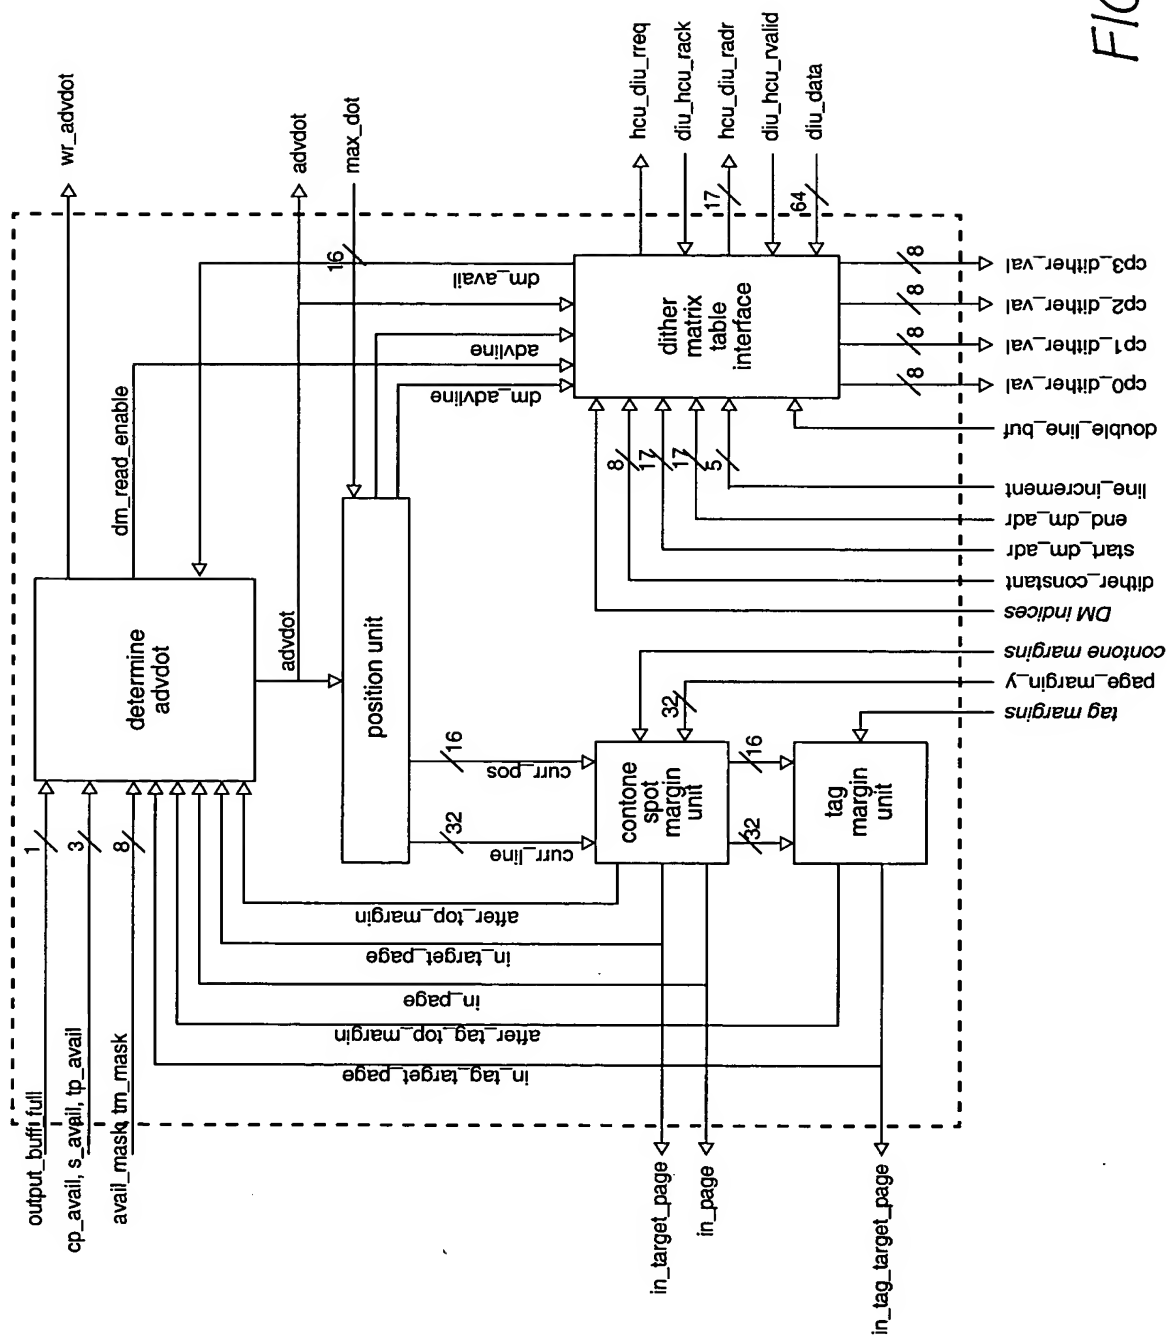 FIG
wr_advdot
advdot
max_dot
hcu_diu_rreq
diu_hcu_rack
hcu_diu_radr
diu_hcu_rvalid
diu_data
16
17
64
dm_read_enable
dm_avail
advline
dm_advline
determine
advdot
advdot
position unit
dither
matrix
table
interface
8
8
8
8
cp3_dither_val
cp2_dither_val
cp1_dither_val
cp0_dither_val
double_line_buf
line_increment
end_dm_adr
start_dm_adr
dither_constant
DM indices
contone margins
page_margin_y
tag margins
8
17
17
5
32
16
curr_pos
32
curr_line
contone
spot
margin
unit
16
32
tag
margin
unit
1
3
8
after_top_margin
in_target_page
in_page
after_tag_top_margin
in_tag_target_page
output_buff_full
cp_avail, s_avail, tp_avail
avail_mask, tm_mask
in_target_page
in_page
in_tag_target_page